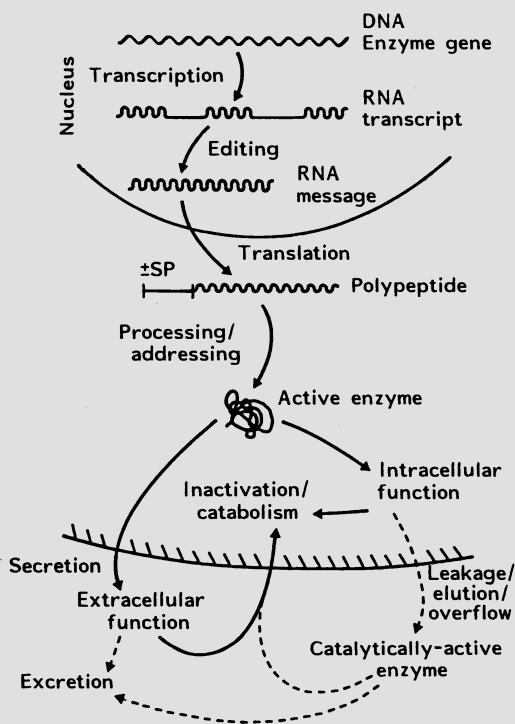 DNA
Enzyme gene
Nucleus
Transcription
RNA
transcript
Editing
RNA
message
Translation
±SP
Polypeptide
Processing/
addressing
Active enzyme
Intracellular
function
Inactivation/
catabolism
Secretion
Leakage/
elution/
overflow
Extracellular
function
Catalytically-active
enzyme
Excretion